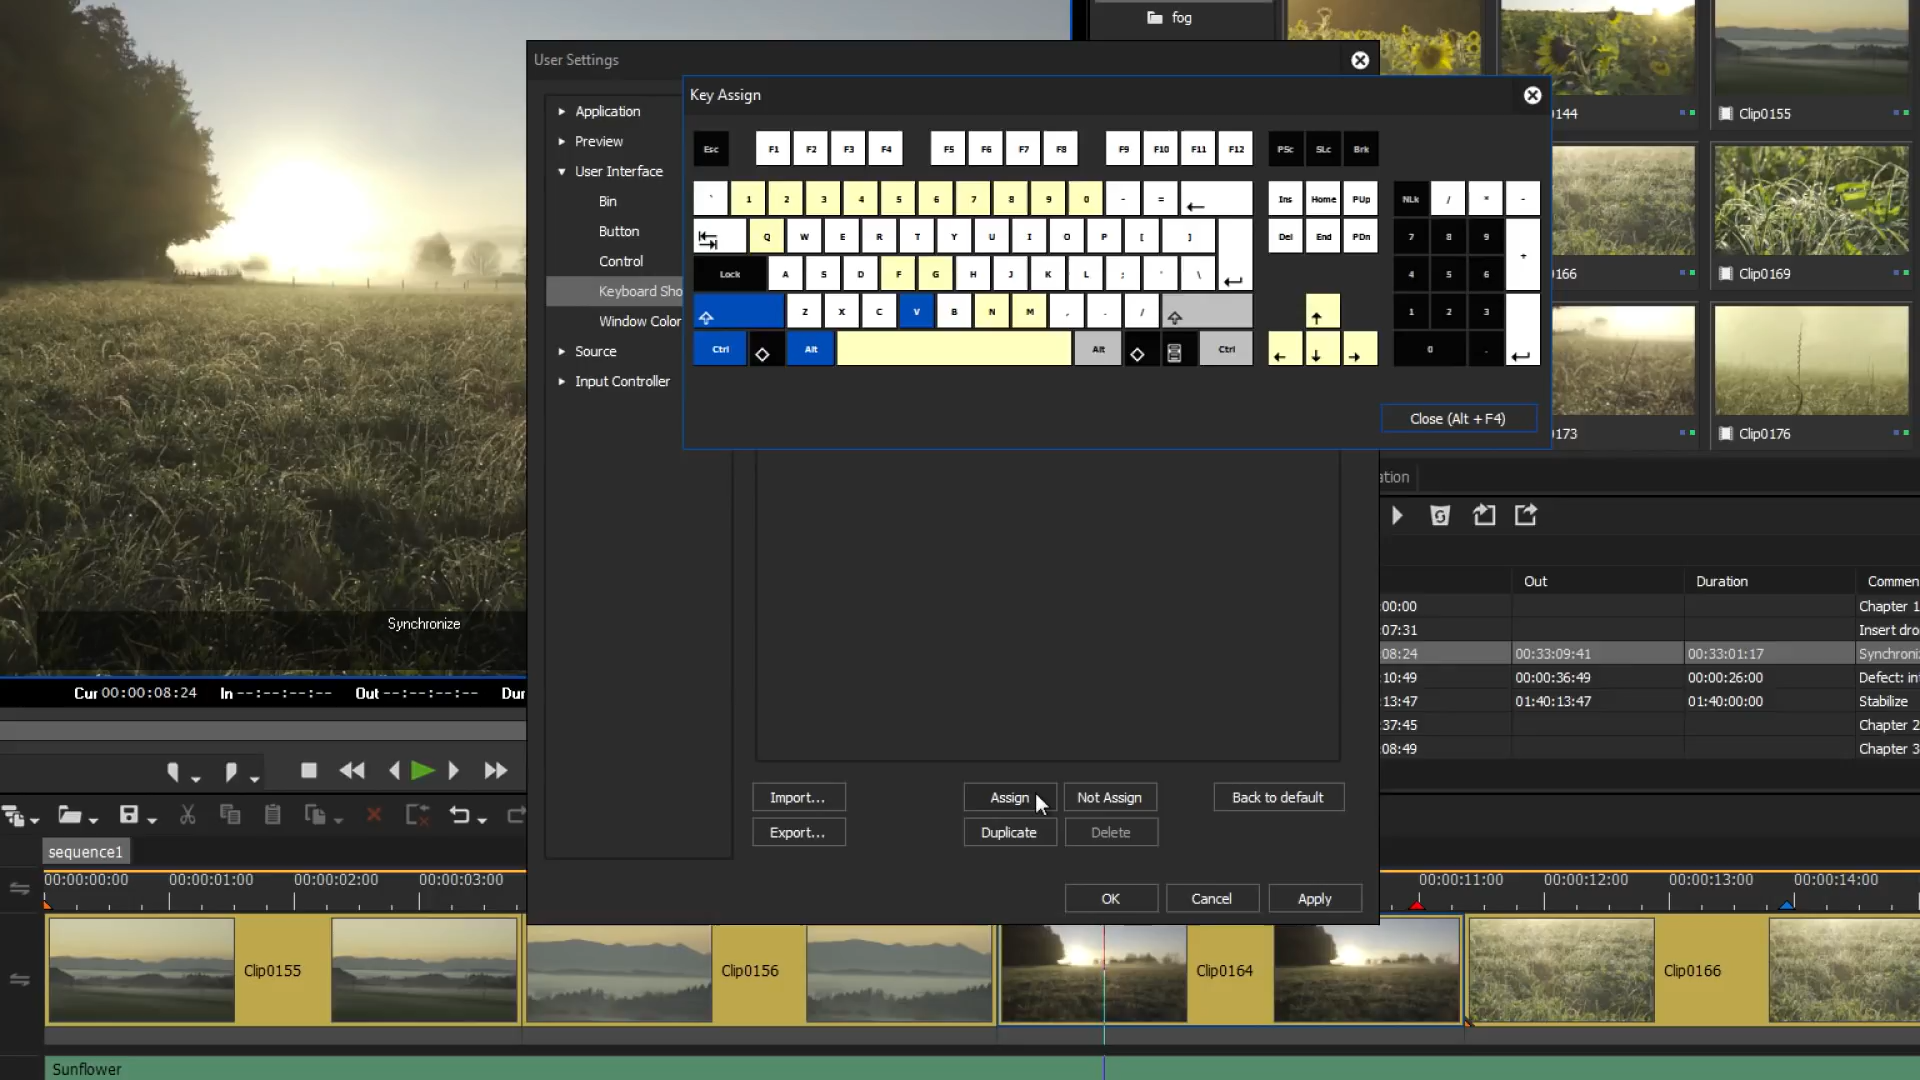 fog
User Settings
Application
Preview
User Interface
Bin
Button
Control
Keyboard Sho
Window Color
Source
Input Controller
Key Assign
Esc F1 F2 F3 F4 F5 F6 F7 F8 F9 F10 F11 F12 PSc SLc Brk
` 1 2 3 4 5 6 7 8 9 0 - = Ins Home PUp NLk / * -
Q W E R T Y U I O P [ ] Del End PDn 7 8 9 +
Lock A S D F G H J K L ; ' \ 4 5 6
Z X C V B N M , . / 1 2 3
Ctrl Alt Alt Ctrl 0 .
Close (Alt + F4)
144 Clip0155
166 Clip0169
173 Clip0176
ation
Out Duration Commen
:00:00 Chapter 1
:07:31 Insert dro
:08:24 00:33:09:41 00:33:01:17 Synchroni
:10:49 00:00:36:49 00:00:26:00 Defect: in
:13:47 01:40:13:47 01:40:00:00 Stabilize
:37:45 Chapter 2
:08:49 Chapter 3
Synchronize
Cur 00:00:08:24 In --:--:--:-- Out --:--:--:-- Dur
Import... Assign Not Assign Back to default
Export... Duplicate Delete
OK Cancel Apply
sequence1
00:00:00:00 00:00:01:00 00:00:02:00 00:00:03:00 00:00:11:00 00:00:12:00 00:00:13:00 00:00:14:00
Clip0155 Clip0156 Clip0164 Clip0166
Sunflower